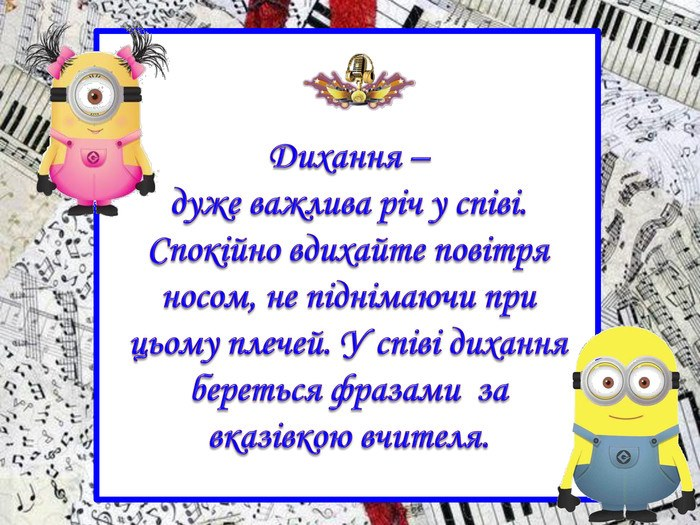 Дихання –
дуже важлива річ у співі.
Спокійно вдихайте повітря
носом, не піднімаючи при
цьому плечей. У співі дихання
береться фразами за
вказівкою вчителя.